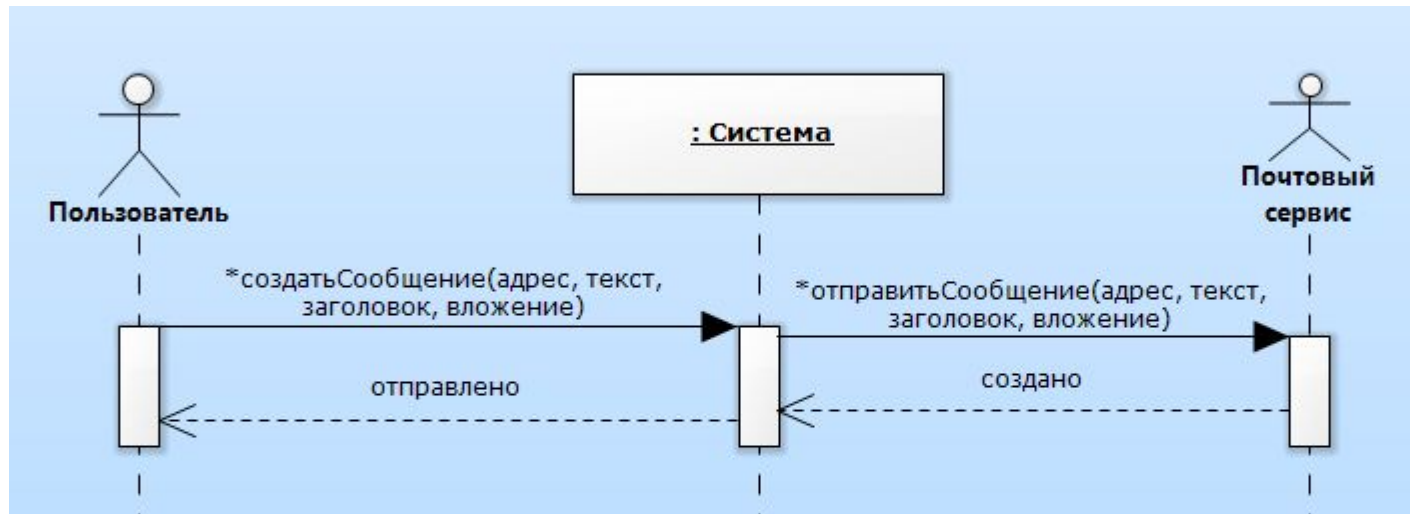 : Система
Пользователь
Почтовый
сервис
*создатьСообщение(адрес, текст,
заголовок, вложение)
*отправитьСообщение(адрес, текст,
заголовок, вложение)
отправлено
создано